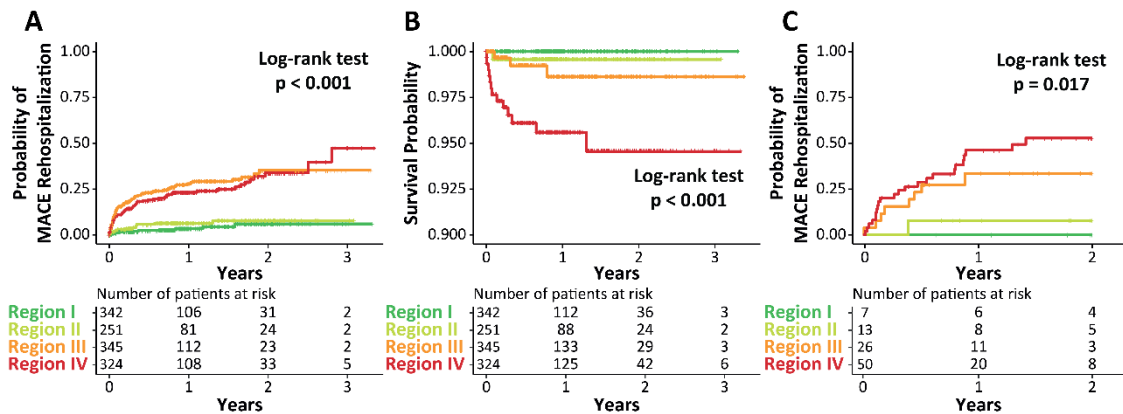 A
Probability of
MACE Rehospitalization
1.00
0.75
0.50
0.25
0.00
Log-rank test
p < 0.001
0 1 2 3
Years
Number of patients at risk
Region I 342 106 31 2
Region II 251 81 24 2
Region III 345 112 23 2
Region IV 324 108 33 5
0 1 2 3
Years
B
Survival Probability
1.000
0.975
0.950
0.925
0.900
Log-rank test
p < 0.001
0 1 2 3
Years
Number of patients at risk
Region I 342 112 36 3
Region II 251 88 24 2
Region III 345 133 29 3
Region IV 324 125 42 6
0 1 2 3
Years
C
Probability of
MACE Rehospitalization
1.00
0.75
0.50
0.25
0.00
Log-rank test
p = 0.017
0 1 2
Years
Number of patients at risk
Region I 7 6 4
Region II 13 8 5
Region III 26 11 3
Region IV 50 20 8
0 1 2
Years